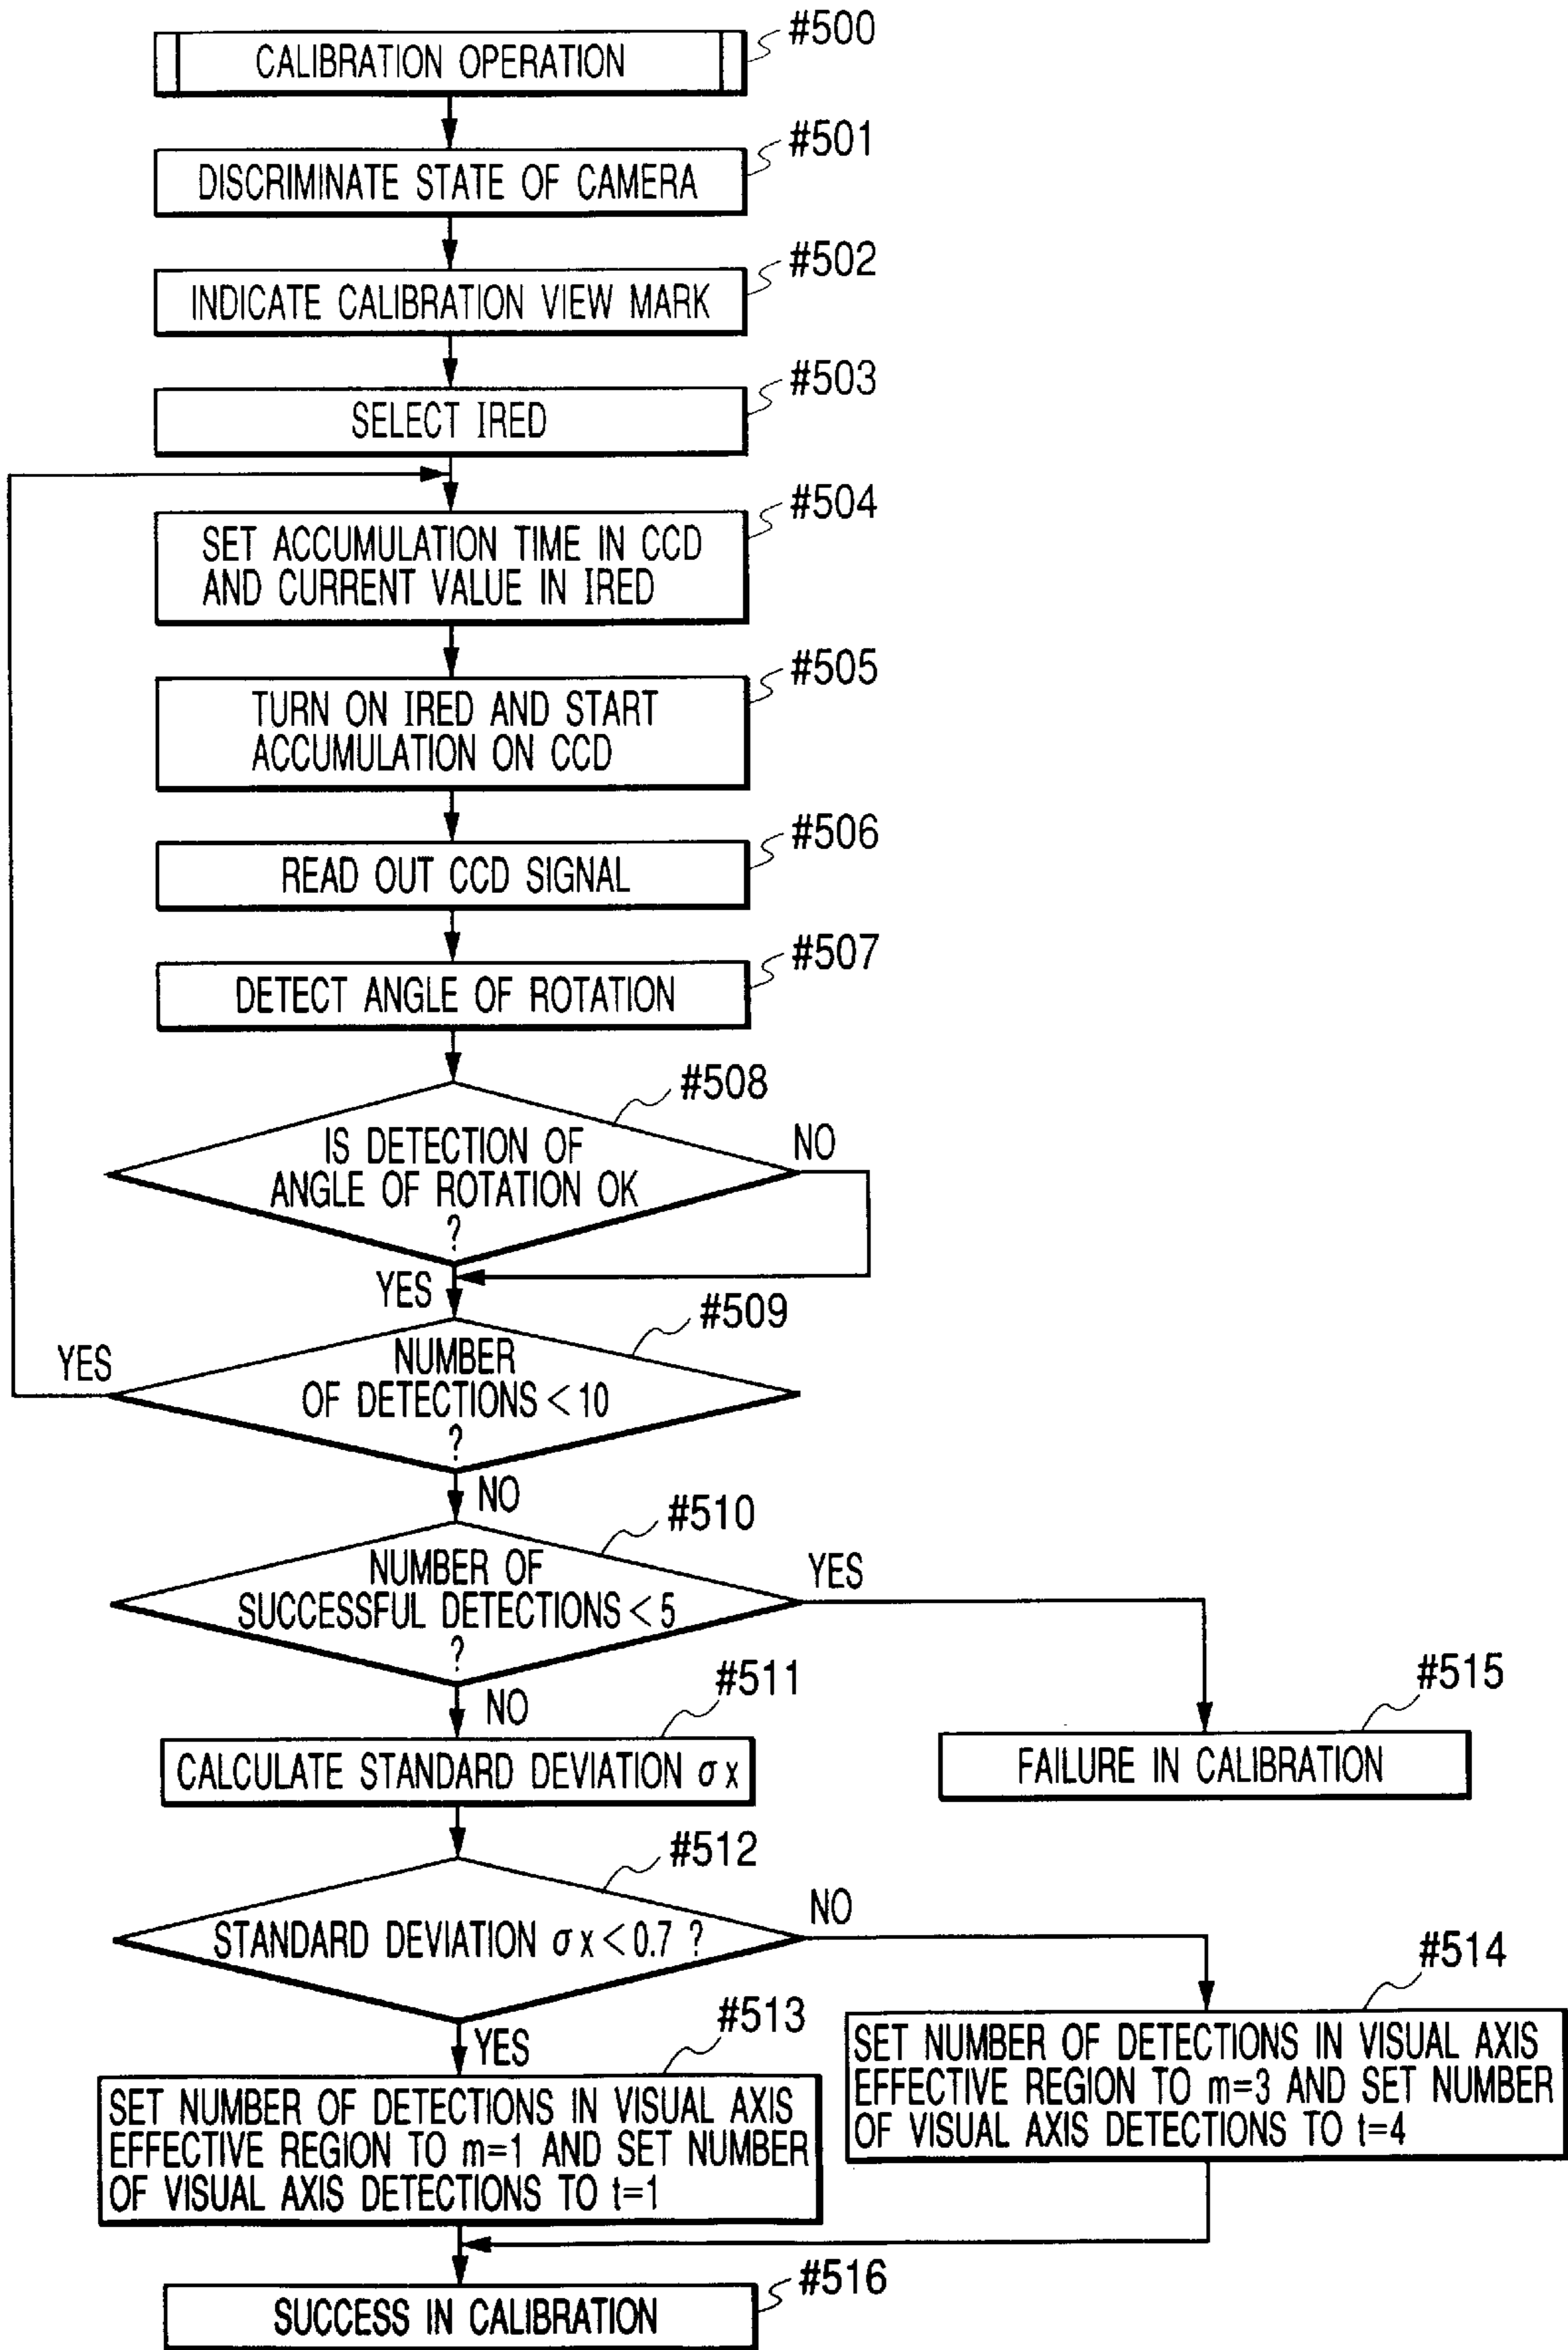 #500
CALIBRATION OPERATION
#501
DISCRIMINATE STATE OF CAMERA
#502
INDICATE CALIBRATION VIEW MARK
#503
SELECT IRED
#504
SET ACCUMULATION TIME IN CCD
AND CURRENT VALUE IN IRED
#505
TURN ON IRED AND START
ACCUMULATION ON CCD
#506
READ OUT CCD SIGNAL
#507
DETECT ANGLE OF ROTATION
#508
IS DETECTION OF
ANGLE OF ROTATION OK
?
NO
YES
#509
NUMBER
OF DETECTIONS < 10
?
YES
NO
#510
NUMBER OF
SUCCESSFUL DETECTIONS < 5
?
YES
NO
#511
CALCULATE STANDARD DEVIATION σ x
#515
FAILURE IN CALIBRATION
#512
STANDARD DEVIATION σ x < 0.7 ?
NO
YES
#513
SET NUMBER OF DETECTIONS IN VISUAL AXIS
EFFECTIVE REGION TO m=1 AND SET NUMBER
OF VISUAL AXIS DETECTIONS TO t=1
#514
SET NUMBER OF DETECTIONS IN VISUAL AXIS
EFFECTIVE REGION TO m=3 AND SET NUMBER
OF VISUAL AXIS DETECTIONS TO t=4
#516
SUCCESS IN CALIBRATION